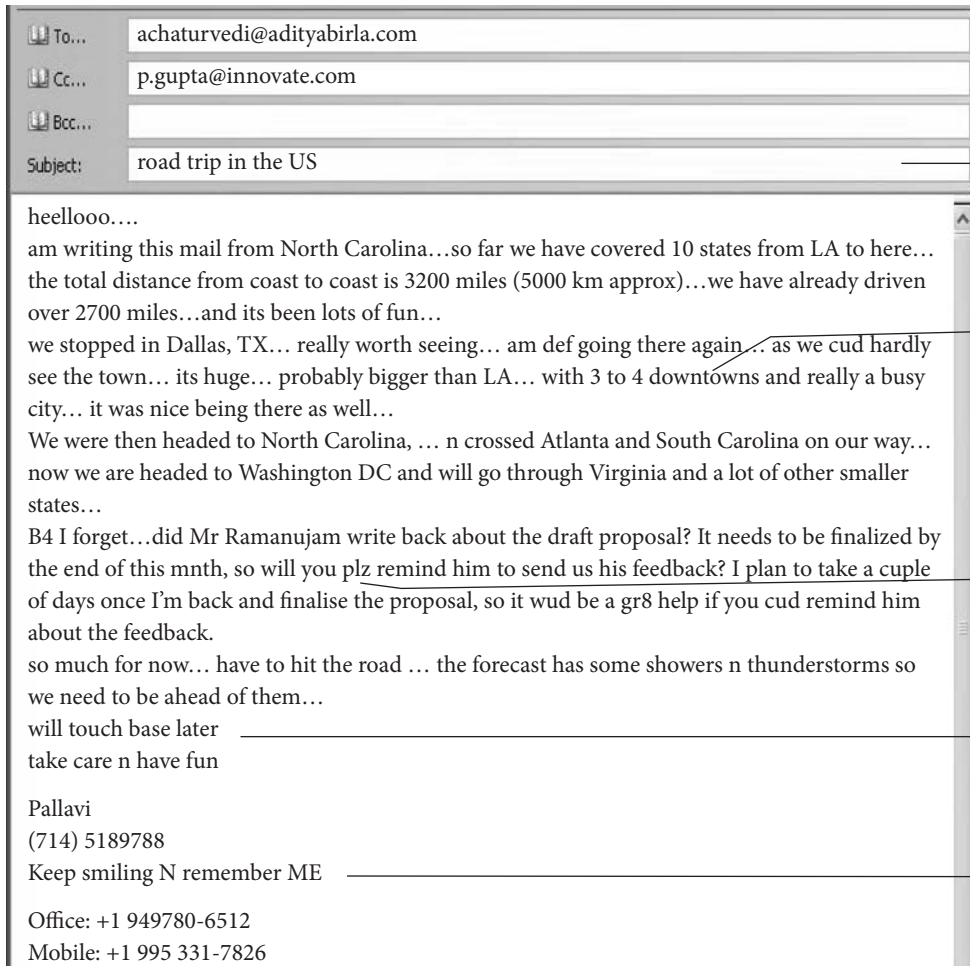 To... achaturvedi@adityabirla.com
Cc... p.gupta@innovate.com
Bcc...
Subject: road trip in the US
heellooo….
am writing this mail from North Carolina…so far we have covered 10 states from LA to here…
the total distance from coast to coast is 3200 miles (5000 km approx)…we have already driven
over 2700 miles…and its been lots of fun…
we stopped in Dallas, TX… really worth seeing… am def going there again… as we cud hardly
see the town… its huge… probably bigger than LA… with 3 to 4 downtowns and really a busy
city… it was nice being there as well…
We were then headed to North Carolina, … n crossed Atlanta and South Carolina on our way…
now we are headed to Washington DC and will go through Virginia and a lot of other smaller
states…
B4 I forget…did Mr Ramanujam write back about the draft proposal? It needs to be finalized by
the end of this mnth, so will you plz remind him to send us his feedback? I plan to take a cuple
of days once I'm back and finalise the proposal, so it wud be a gr8 help if you cud remind him
about the feedback.
so much for now… have to hit the road … the forecast has some showers n thunderstorms so
we need to be ahead of them…
will touch base later
take care n have fun
Pallavi
(714) 5189788
Keep smiling N remember ME
Office: +1 949780-6512
Mobile: +1 995 331-7826